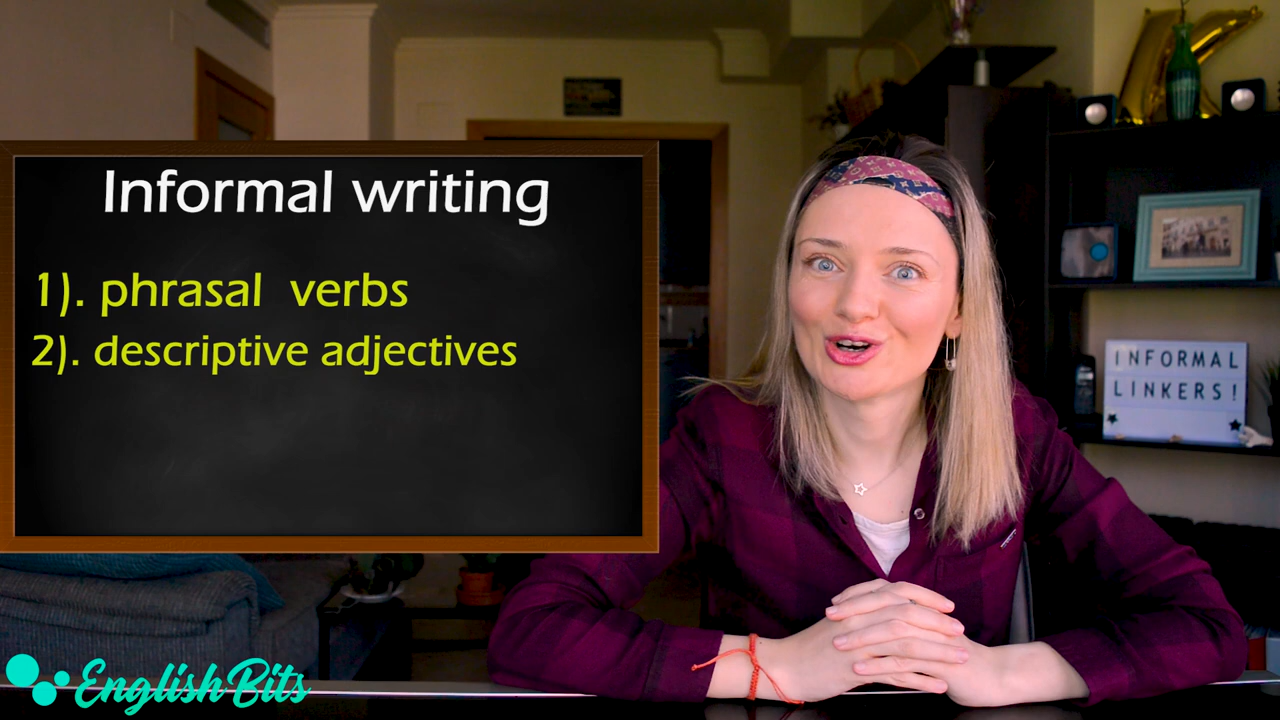 Informal writing
1). phrasal verbs
2). descriptive adjectives
INFORMAL
LINKERS!
EnglishBits